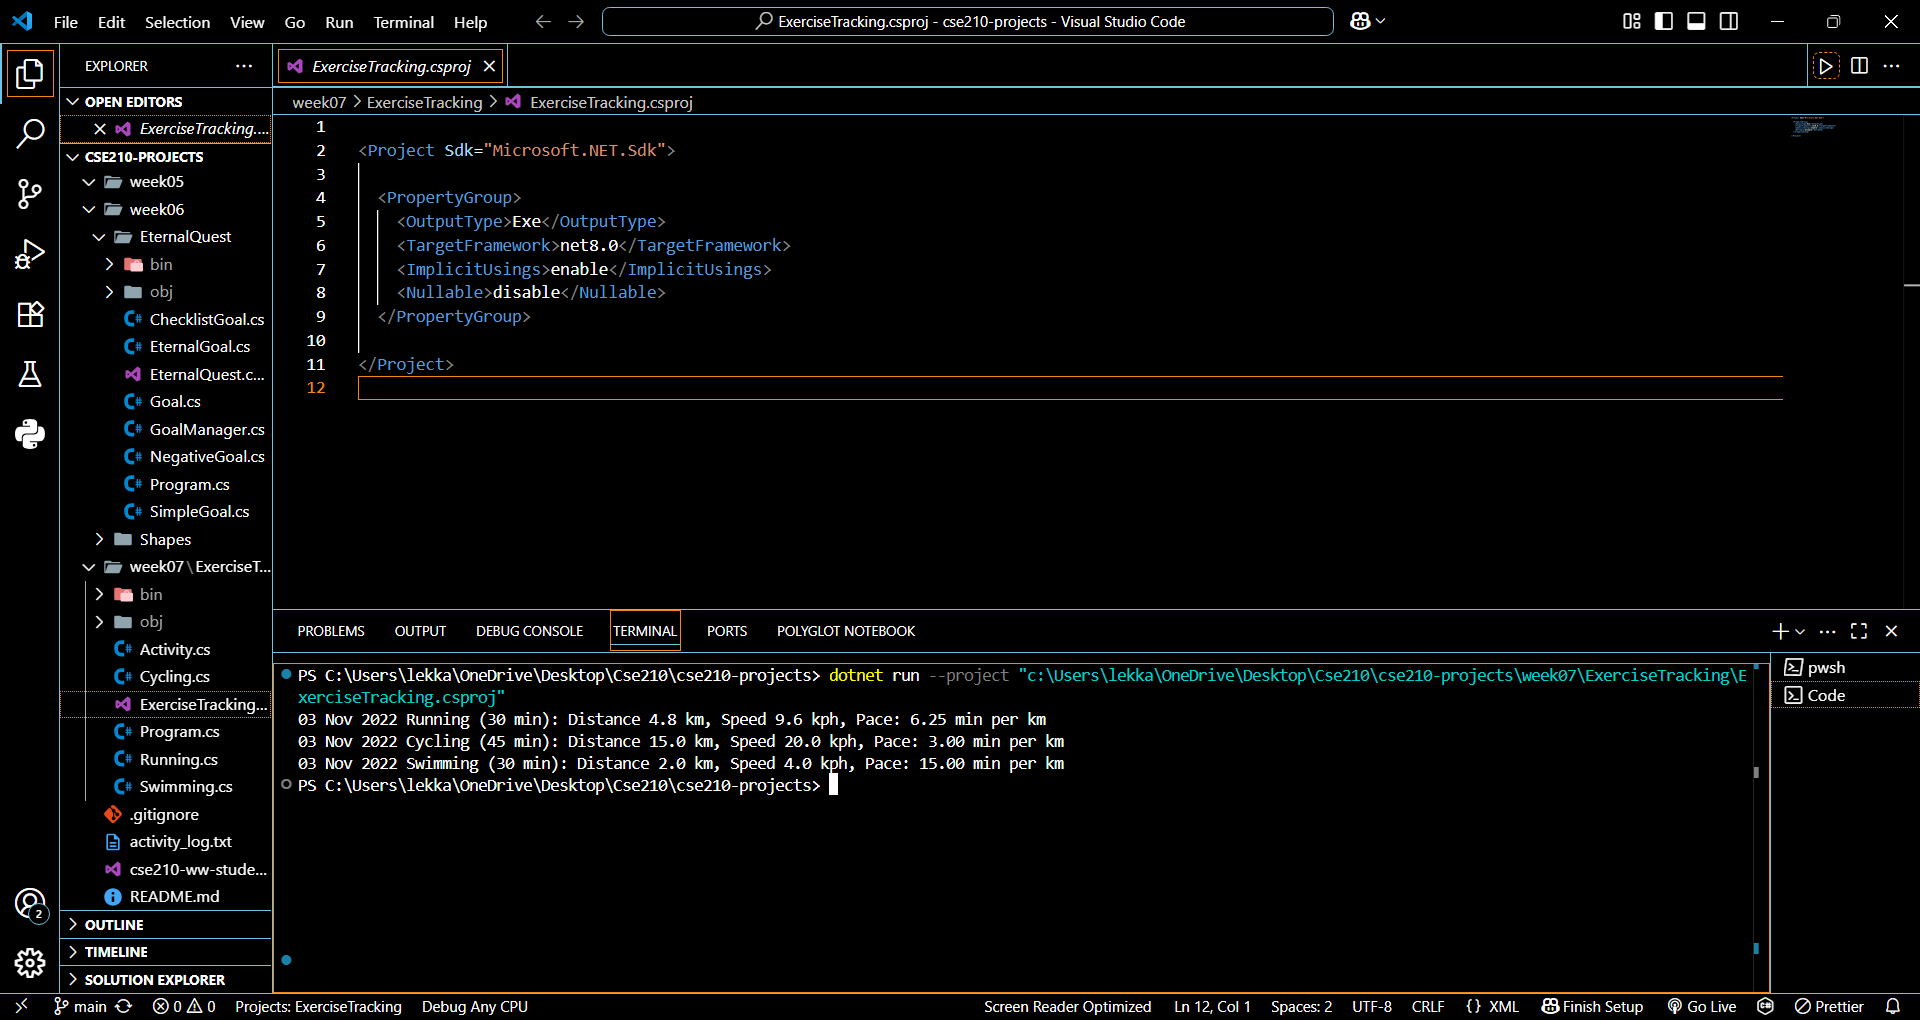 File Edit Selection View Go Run Terminal Help
ExerciseTracking.csproj - cse210-projects - Visual Studio Code
EXPLORER
OPEN EDITORS
ExerciseTracking....
CSE210-PROJECTS
week05
week06
EternalQuest
bin
obj
ChecklistGoal.cs
EternalGoal.cs
EternalQuest.c...
Goal.cs
GoalManager.cs
NegativeGoal.cs
Program.cs
SimpleGoal.cs
Shapes
week07\ExerciseT...
bin
obj
Activity.cs
Cycling.cs
ExerciseTracking...
Program.cs
Running.cs
Swimming.cs
.gitignore
activity_log.txt
cse210-ww-stude...
README.md
OUTLINE
TIMELINE
SOLUTION EXPLORER
2
ExerciseTracking.csproj
week07 > ExerciseTracking > ExerciseTracking.csproj
1
2 <Project Sdk="Microsoft.NET.Sdk">
3
4 <PropertyGroup>
5 <OutputType>Exe</OutputType>
6 <TargetFramework>net8.0</TargetFramework>
7 <ImplicitUsings>enable</ImplicitUsings>
8 <Nullable>disable</Nullable>
9 </PropertyGroup>
10
11 </Project>
12
PROBLEMS OUTPUT DEBUG CONSOLE TERMINAL PORTS POLYGLOT NOTEBOOK
PS C:\Users\lekka\OneDrive\Desktop\Cse210\cse210-projects> dotnet run --project "c:\Users\lekka\OneDrive\Desktop\Cse210\cse210-projects\week07\ExerciseTracking\E
xerciseTracking.csproj"
03 Nov 2022 Running (30 min): Distance 4.8 km, Speed 9.6 kph, Pace: 6.25 min per km
03 Nov 2022 Cycling (45 min): Distance 15.0 km, Speed 20.0 kph, Pace: 3.00 min per km
03 Nov 2022 Swimming (30 min): Distance 2.0 km, Speed 4.0 kph, Pace: 15.00 min per km
PS C:\Users\lekka\OneDrive\Desktop\Cse210\cse210-projects>
pwsh
Code
main 0 0 Projects: ExerciseTracking Debug Any CPU Screen Reader Optimized Ln 12, Col 1 Spaces: 2 UTF-8 CRLF {} XML Finish Setup Go Live Prettier